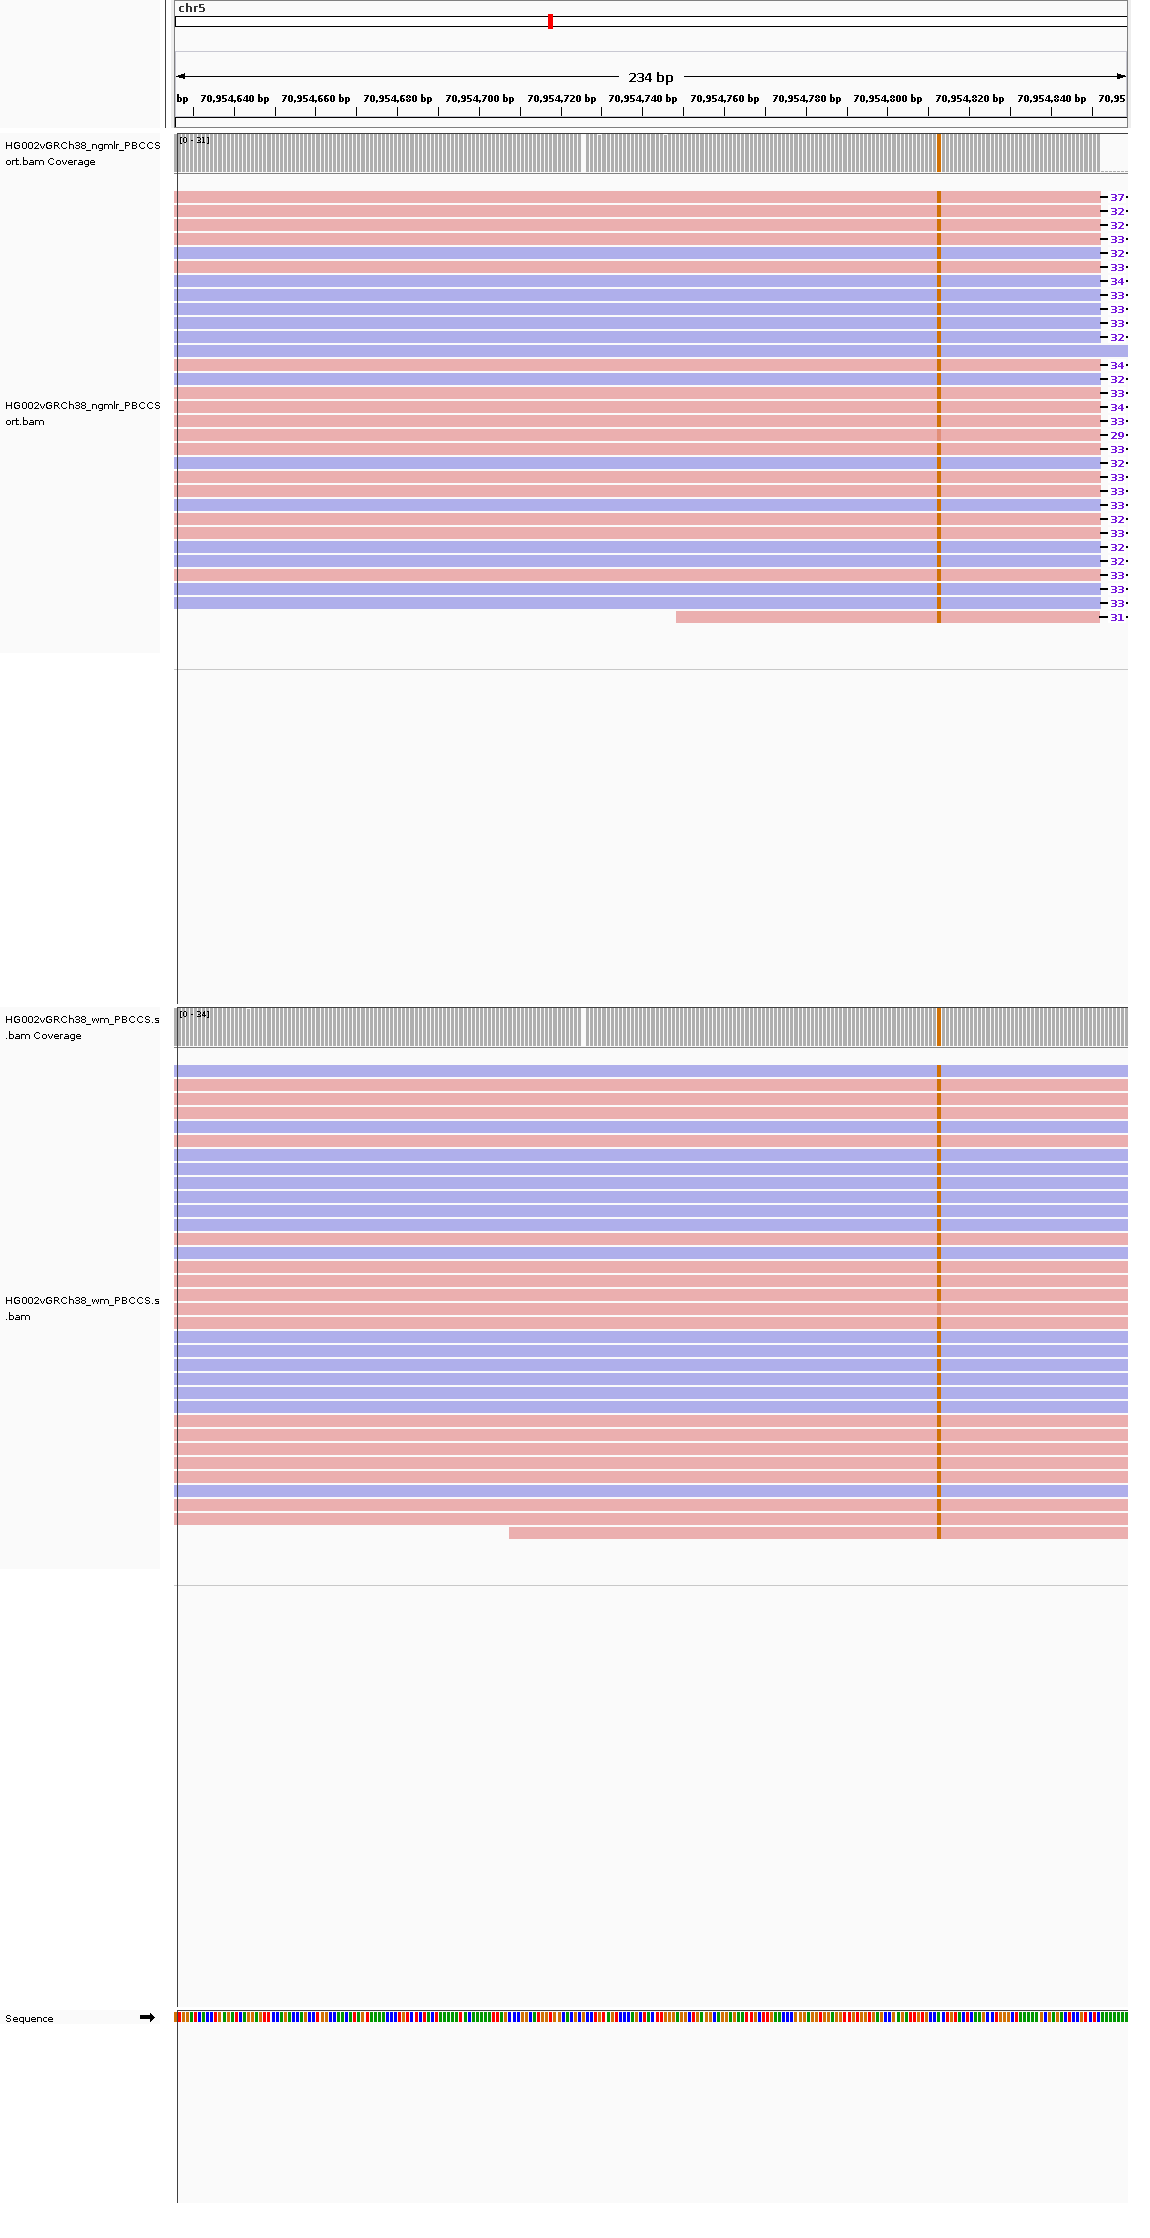 chr5
234 bp
bp 70,954,640 bp 70,954,660 bp 70,954,680 bp 70,954,700 bp 70,954,720 bp 70,954,740 bp 70,954,760 bp 70,954,780 bp 70,954,800 bp 70,954,820 bp 70,954,840 bp 70,95
HG002vGRCh38_ngmlr_PBCCS
ort.bam Coverage
[0 - 31]
37
32
32
33
32
33
34
33
33
33
32
34
32
33
34
HG002vGRCh38_ngmlr_PBCCS
ort.bam
33
29
33
32
33
33
33
32
33
32
32
33
33
33
31
HG002vGRCh38_wm_PBCCS.s
.bam Coverage
[0 - 34]
HG002vGRCh38_wm_PBCCS.s
.bam
Sequence